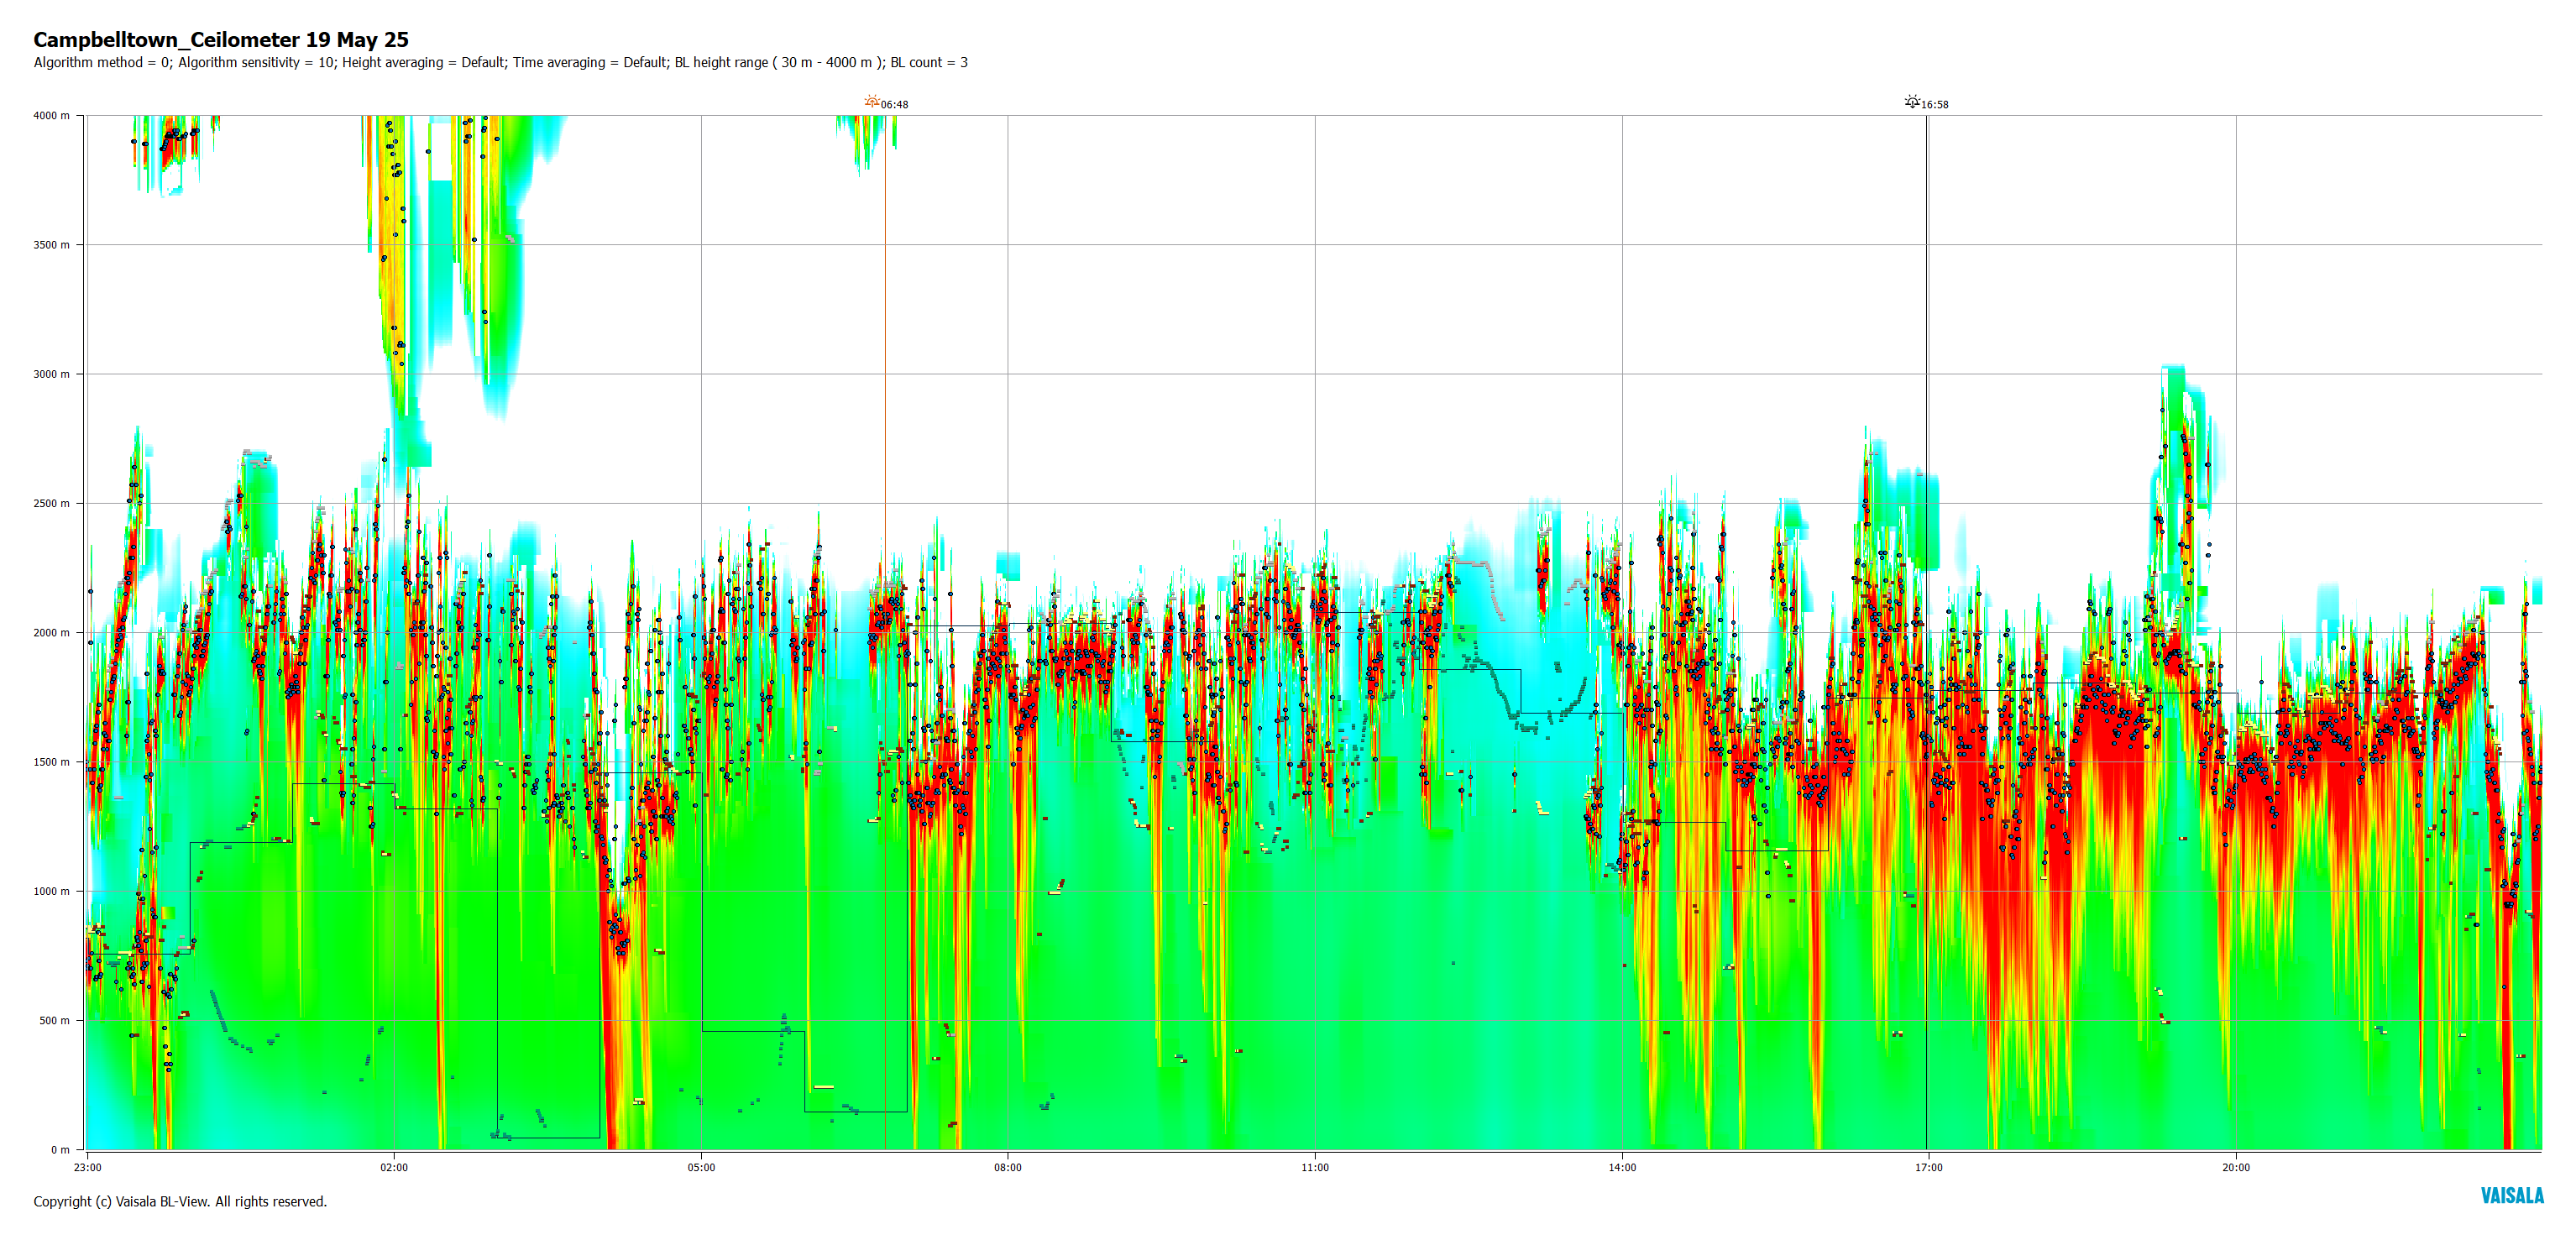 Campbelltown_Ceilometer 19 May 25
Algorithm method = 0; Algorithm sensitivity = 10; Height averaging = Default; Time averaging = Default; BL height range ( 30 m - 4000 m ); BL count = 3
06:48
16:58
4000 m
3500 m
3000 m
2500 m
2000 m
1500 m
1000 m
500 m
0 m
23:00
02:00
05:00
08:00
11:00
14:00
17:00
20:00
Copyright (c) Vaisala BL-View. All rights reserved.
VAISALA